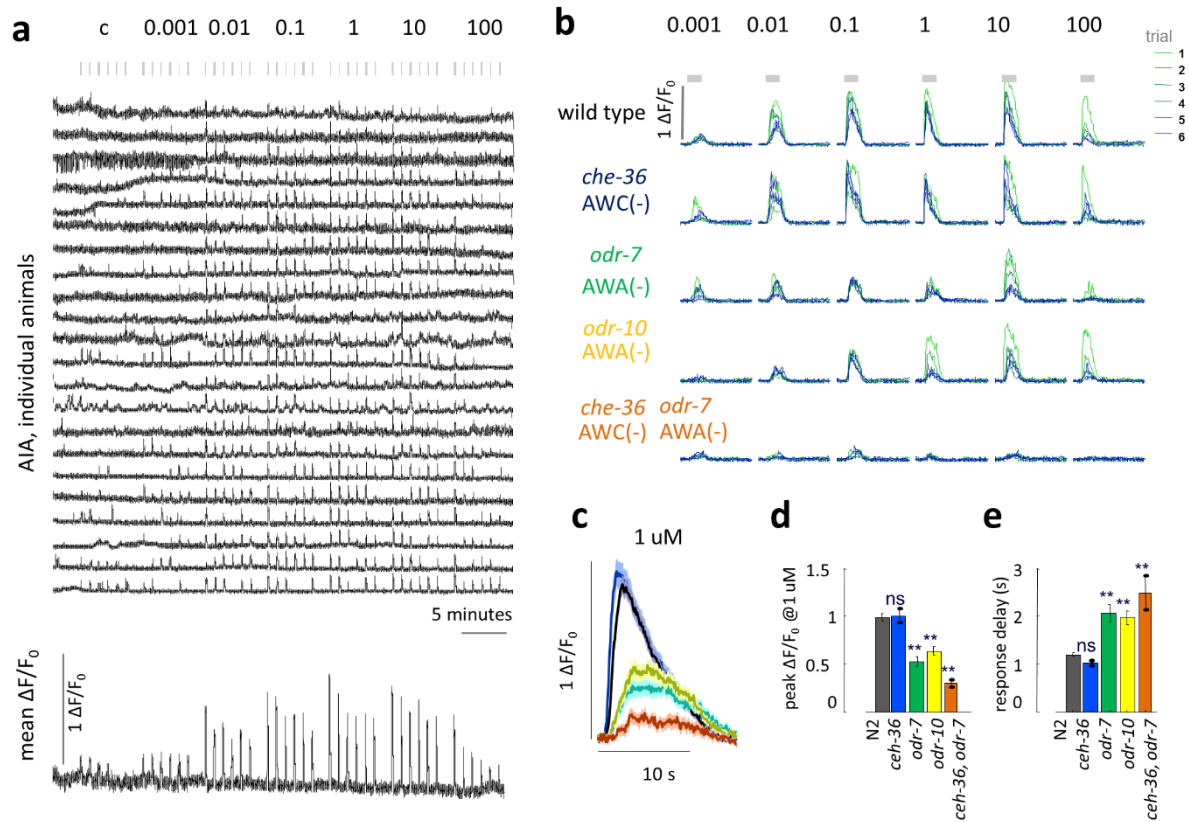 a
c 0.001 0.01 0.1 1 10 100
AIA, individual animals
5 minutes
mean ΔF/F0
1 ΔF/F0
b
0.001 0.01 0.1 1 10 100
trial
1
2
3
4
5
6
1 ΔF/F0
wild type
che-36
AWC(-)
odr-7
AWA(-)
odr-10
AWA(-)
che-36 odr-7
AWC(-) AWA(-)
c
1 uM
1 ΔF/F0
10 s
d
peak ΔF/F0 @1 uM
1.5
1
0.5
0
ns
**
**
**
N2
ceh-36
odr-7
odr-10
ceh-36, odr-7
e
response delay (s)
3
2
1
0
ns
**
**
**
N2
ceh-36
odr-7
odr-10
ceh-36, odr-7